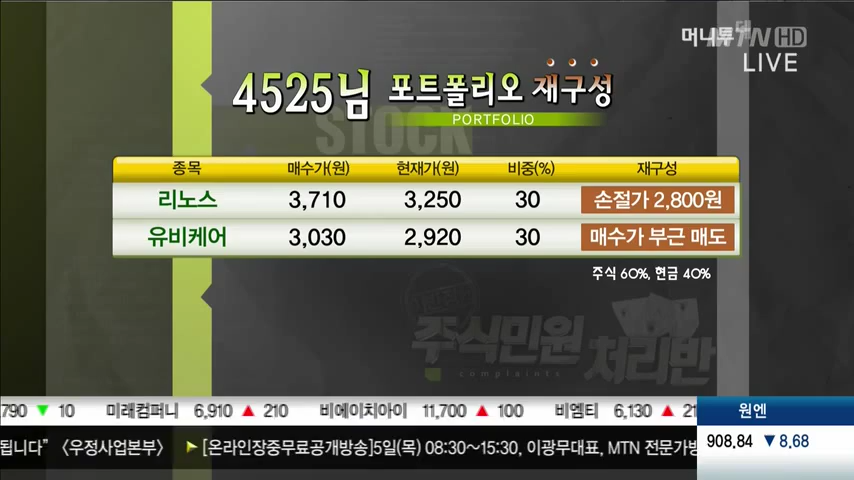 머니투데
MTN HD
LIVE
4525님 포트폴리오 재구성
PORTFOLIO
STOCK
종목 매수가(원) 현재가(원) 비중(%) 재구성
리노스 3,710 3,250 30 손절가 2,800원
유비케어 3,030 2,920 30 매수가 부근 매도
주식 60%, 현금 40%
주식민원 처리반
complaints
790 ▼ 10 미래컴퍼니 6,910 ▲ 210 비에이치아이 11,700 ▲ 100 비엠티 6,130 ▲ 21
원엔
908.84 ▼8.68
됩니다” 〈우정사업본부〉 ▶[온라인장중무료공개방송]5일(목) 08:30～15:30, 이광무대표, MTN 전문가방